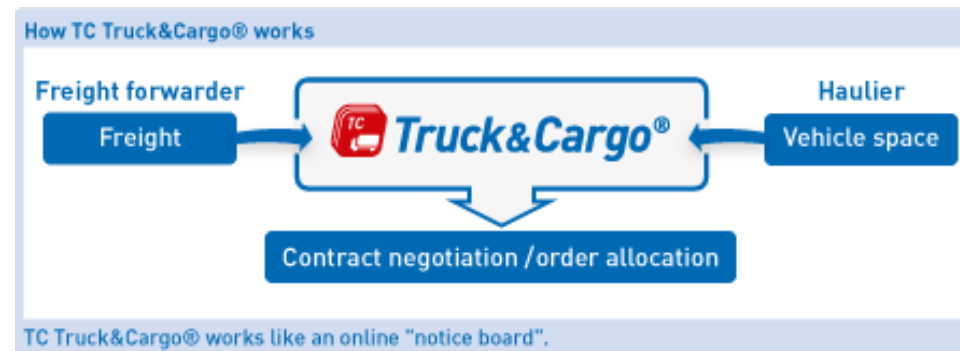 How TC Truck&Cargo® works
Freight forwarder
Haulier
Freight
TC Truck&Cargo®
Vehicle space
Contract negotiation /order allocation
TC Truck&Cargo® works like an online "notice board".